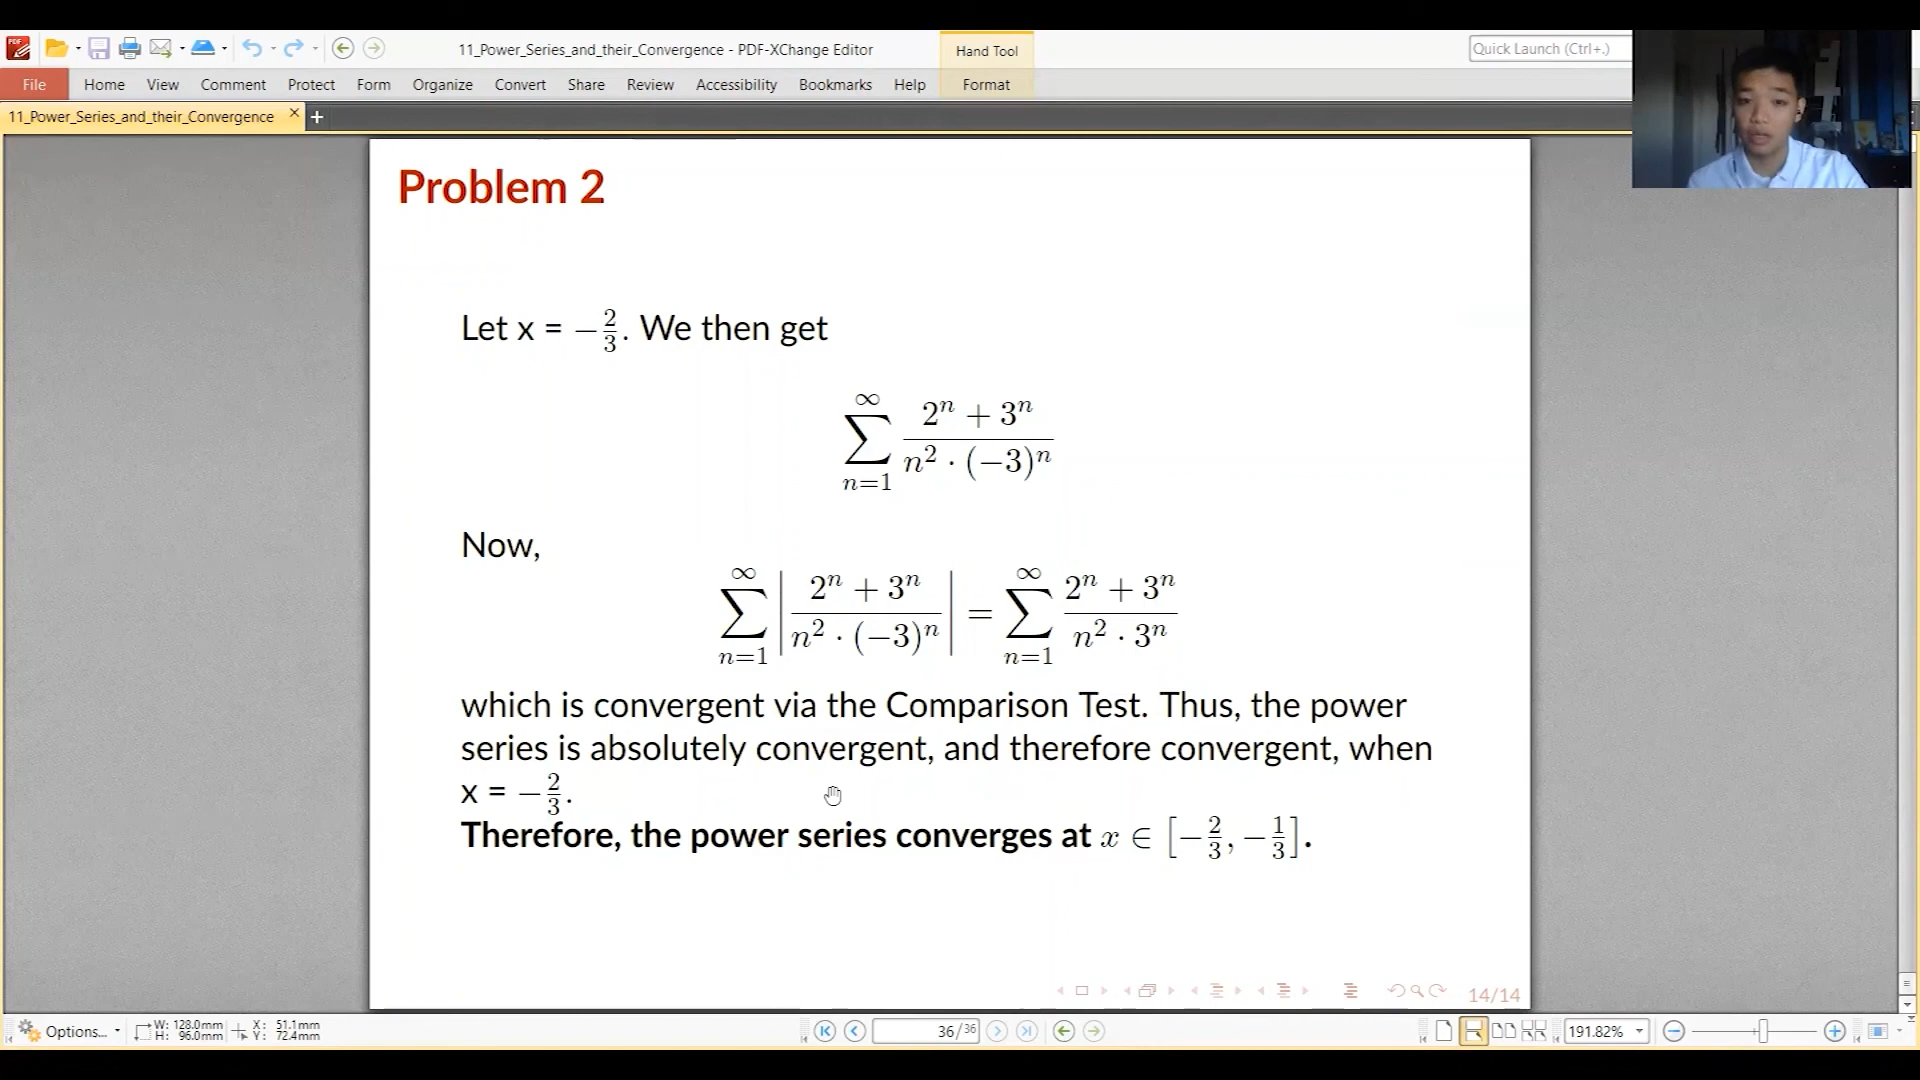 11_Power_Series_and_their_Convergence - PDF-XChange Editor
Hand Tool
Quick Launch (Ctrl+.)
File Home View Comment Protect Form Organize Convert Share Review Accessibility Bookmarks Help Format
11_Power_Series_and_their_Convergence × +
Problem 2
Let x = −2/3. We then get
∑_{n=1}^{∞} (2^n + 3^n)/(n^2 · (−3)^n)
Now,
∑_{n=1}^{∞} |(2^n + 3^n)/(n^2 · (−3)^n)| = ∑_{n=1}^{∞} (2^n + 3^n)/(n^2 · 3^n)
which is convergent via the Comparison Test. Thus, the power
series is absolutely convergent, and therefore convergent, when
x = −2/3.
Therefore, the power series converges at x ∈ [−2/3, −1/3].
14/14
Options... W: 128.0mm X: 51.1mm
H: 96.0mm Y: 72.4mm
36/36
191.82%